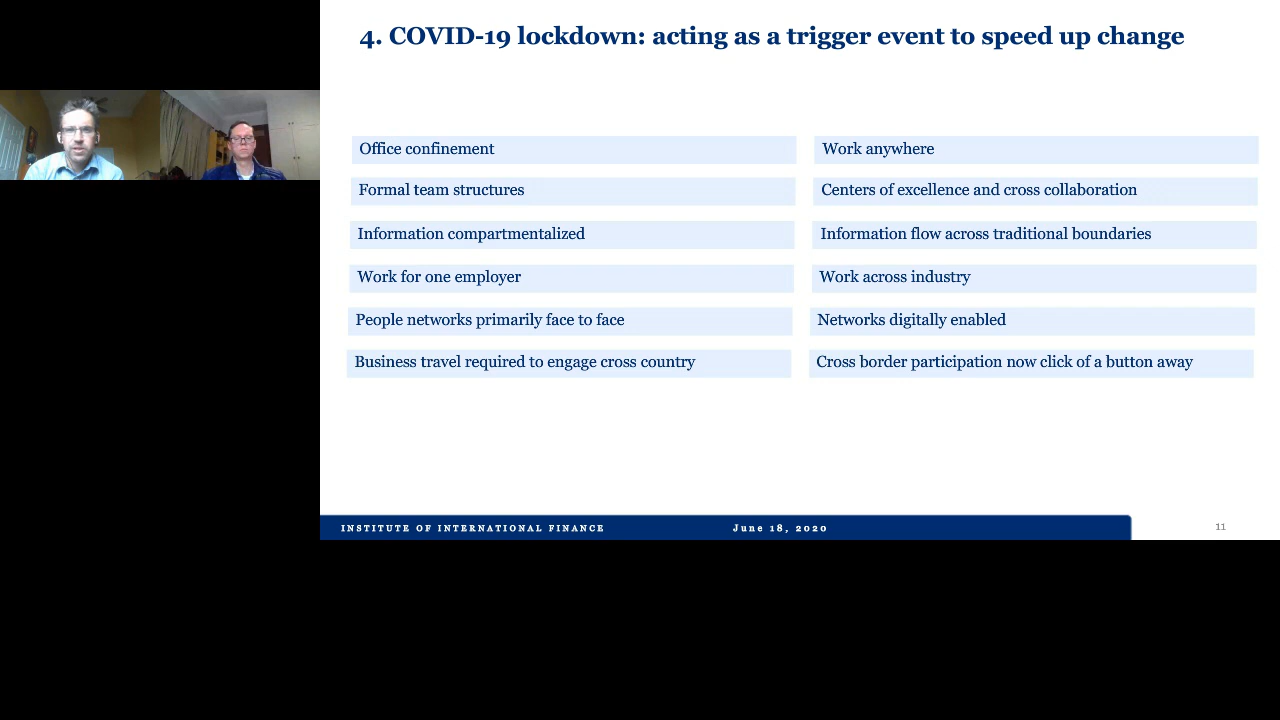 4. COVID-19 lockdown: acting as a trigger event to speed up change
Office confinement
Work anywhere
Formal team structures
Centers of excellence and cross collaboration
Information compartmentalized
Information flow across traditional boundaries
Work for one employer
Work across industry
People networks primarily face to face
Networks digitally enabled
Business travel required to engage cross country
Cross border participation now click of a button away
INSTITUTE OF INTERNATIONAL FINANCE
June 18, 2020
11